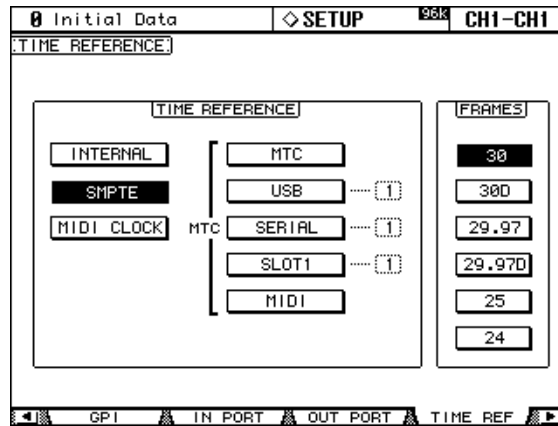 0 Initial Data ◇SETUP 96k CH1-CH1
TIME REFERENCE
TIME REFERENCE
INTERNAL
SMPTE
MIDI CLOCK
MTC
MTC
USB 1
SERIAL 1
SLOT1 1
MIDI
FRAMES
30
30D
29.97
29.97D
25
24
GPI IN PORT OUT PORT TIME REF